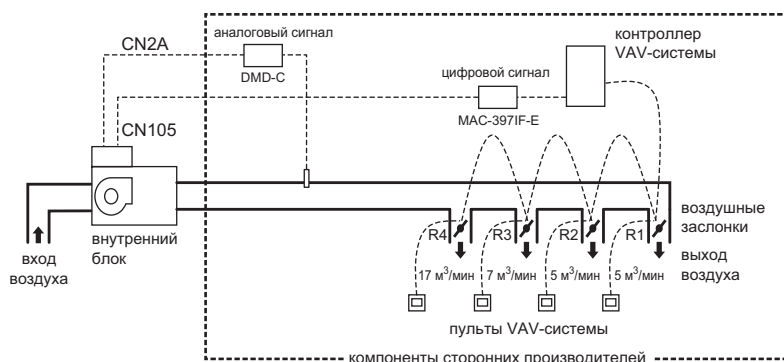 CN2A
аналоговый сигнал
DMD-C
контроллер
VAV-системы
цифровой сигнал
MAC-397IF-E
CN105
R4
R3
R2
R1
воздушные
заслонки
внутренний
блок
вход
воздуха
17 м³/мин
7 м³/мин
5 м³/мин
5 м³/мин
выход
воздуха
пульты VAV-системы
компоненты сторонних производителей